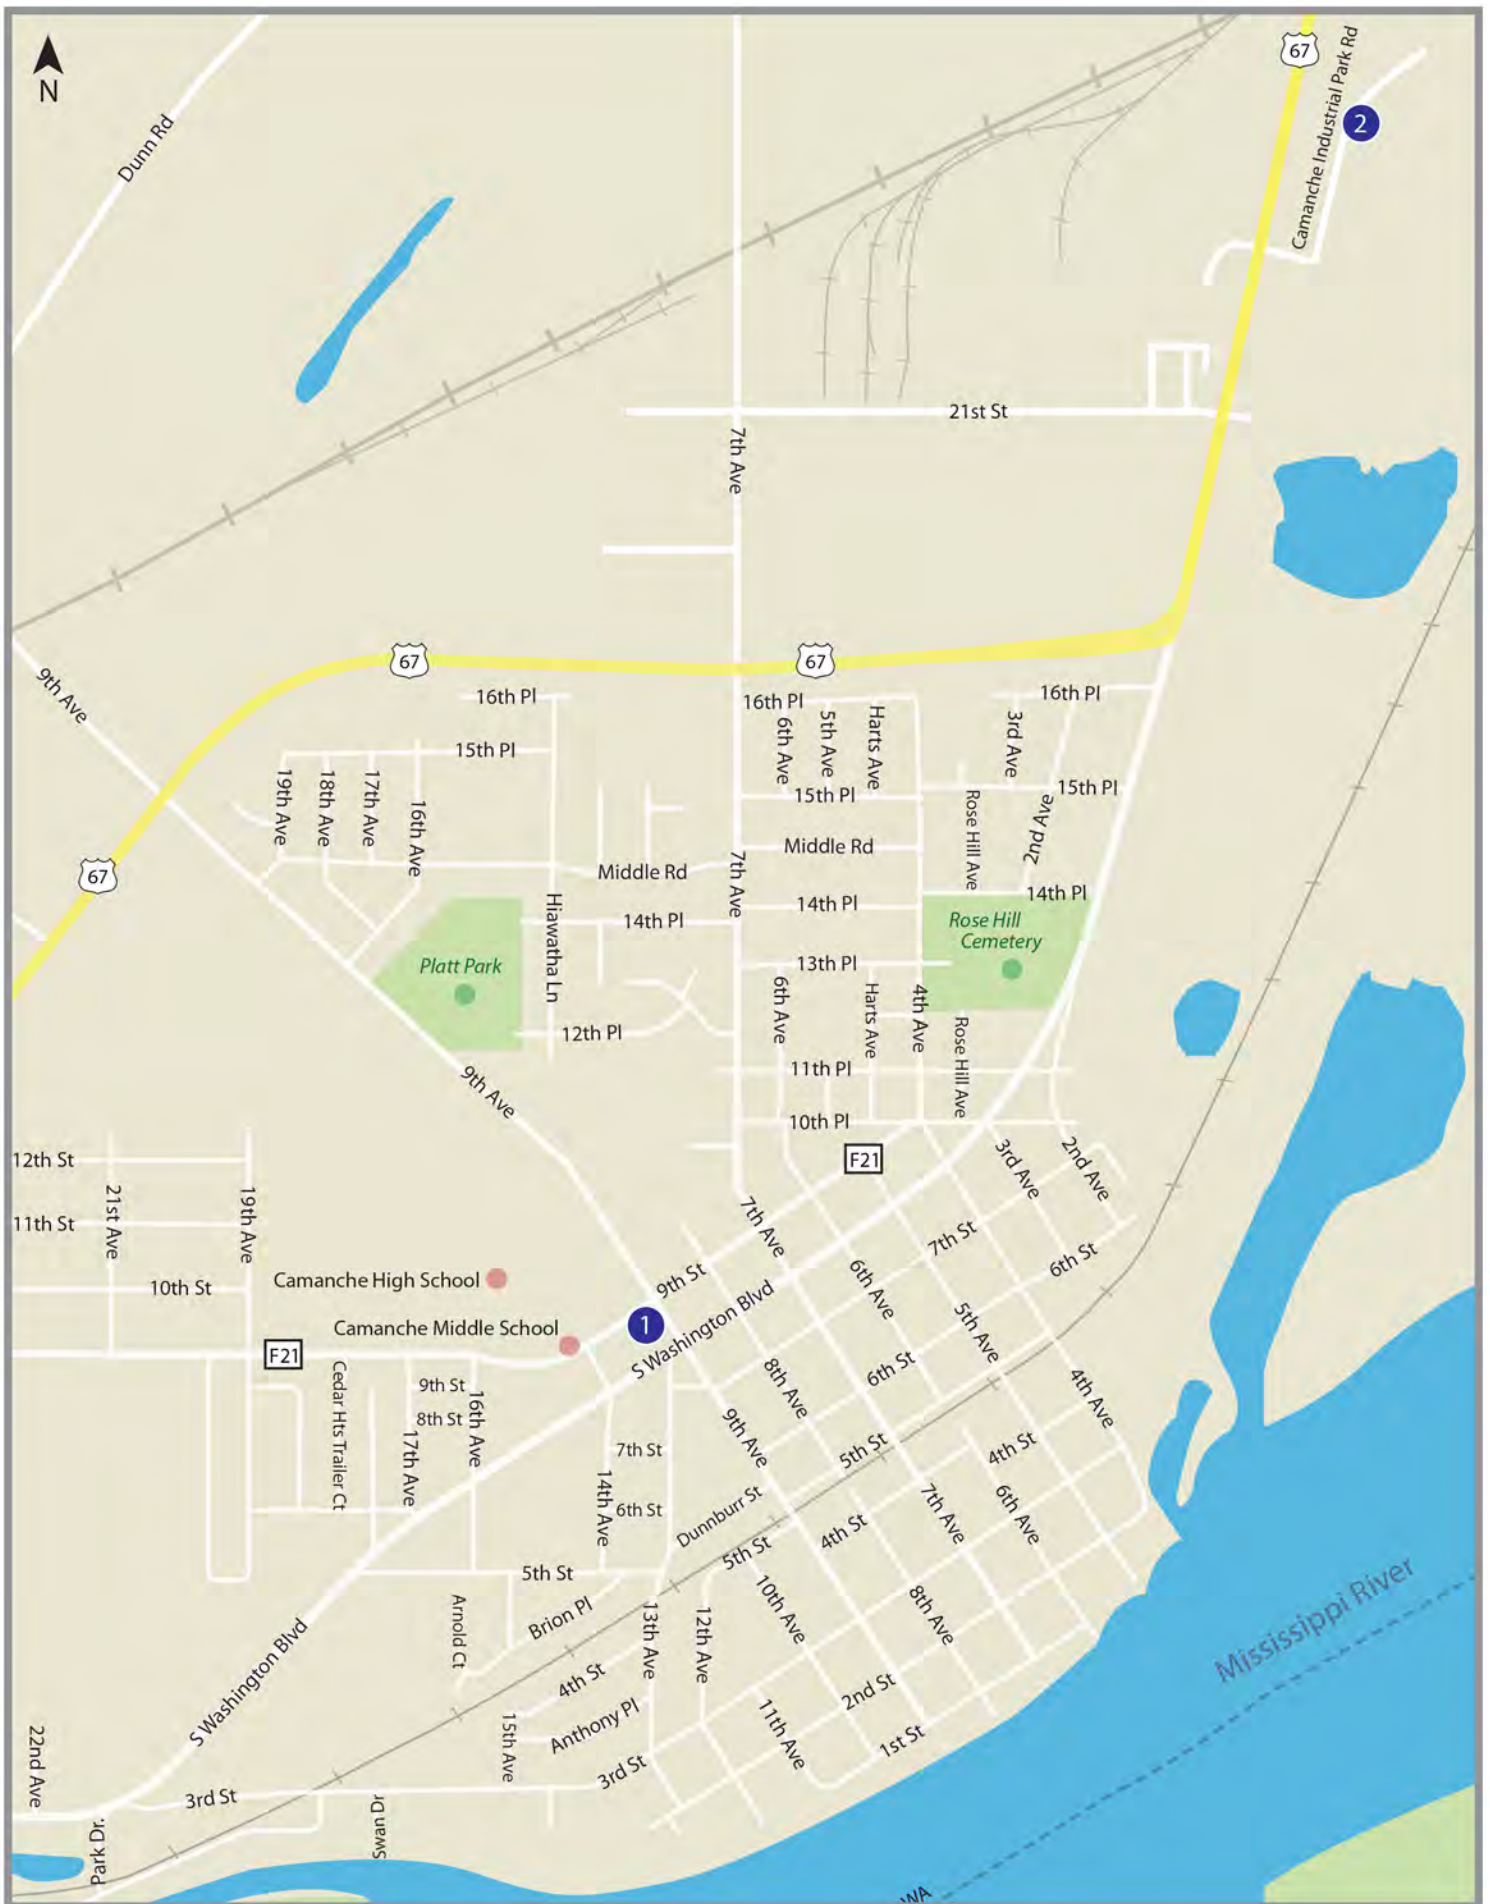 67
Camanche Industrial Park Rd
2
N
Dunn Rd
21st St
7th Ave
67
67
9th Ave
16th Pl
16th Pl
16th Pl
6th Ave
5th Ave
Harts Ave
3rd Ave
15th Pl
19th Ave
18th Ave
17th Ave
16th Ave
15th Pl
15th Pl
Rose Hill Ave
2nd Ave
Middle Rd
Middle Rd
7th Ave
67
14th Pl
14th Pl
14th Pl
Hiawatha Ln
Rose Hill
Cemetery
Platt Park
13th Pl
6th Ave
Harts Ave
4th Ave
Rose Hill Ave
12th Pl
11th Pl
9th Ave
10th Pl
F21
12th St
11th St
21st Ave
19th Ave
10th St
3rd Ave
2nd Ave
7th Ave
7th St
6th St
Camanche High School
9th St
6th Ave
Camanche Middle School
1
S Washington Blvd
5th Ave
F21
Cedar Hts Trailer Ct
9th St
8th St
16th Ave
17th Ave
8th Ave
6th St
4th Ave
9th Ave
7th St
5th St
4th St
14th Ave
6th St
Dunnburr St
7th Ave
6th Ave
4th St
5th St
5th St
10th Ave
8th Ave
Arnold Ct
Brion Pl
13th Ave
12th Ave
Mississippi River
S Washington Blvd
4th St
2nd St
15th Ave
Anthony Pl
11th Ave
1st St
22nd Ave
3rd St
3rd St
Park Dr.
Swan Dr
WA